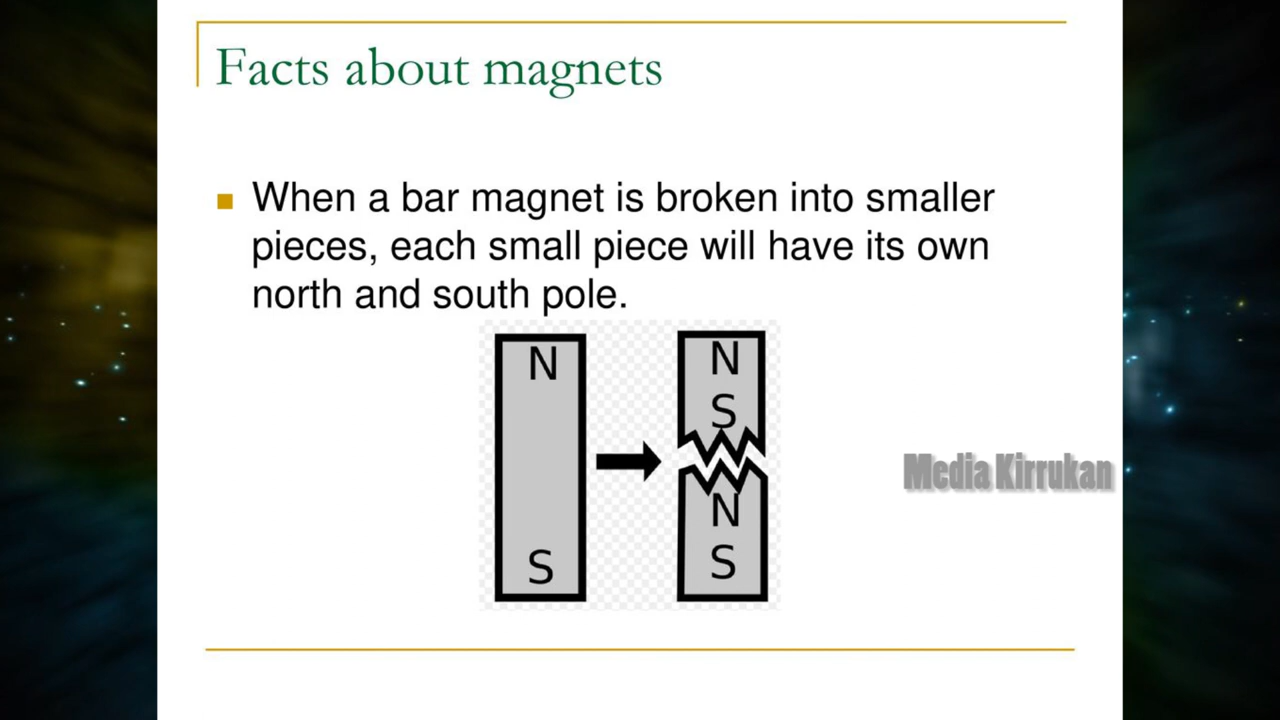 Facts about magnets
When a bar magnet is broken into smaller
pieces, each small piece will have its own
north and south pole.
N
S
N
S
N
S
Media Kirrukan